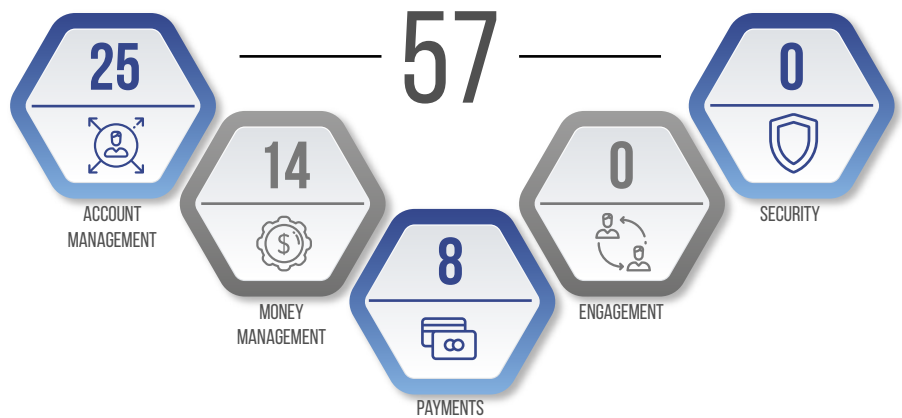 57
25
ACCOUNT
MANAGEMENT
14
$
MONEY
MANAGEMENT
8
PAYMENTS
0
ENGAGEMENT
0
SECURITY